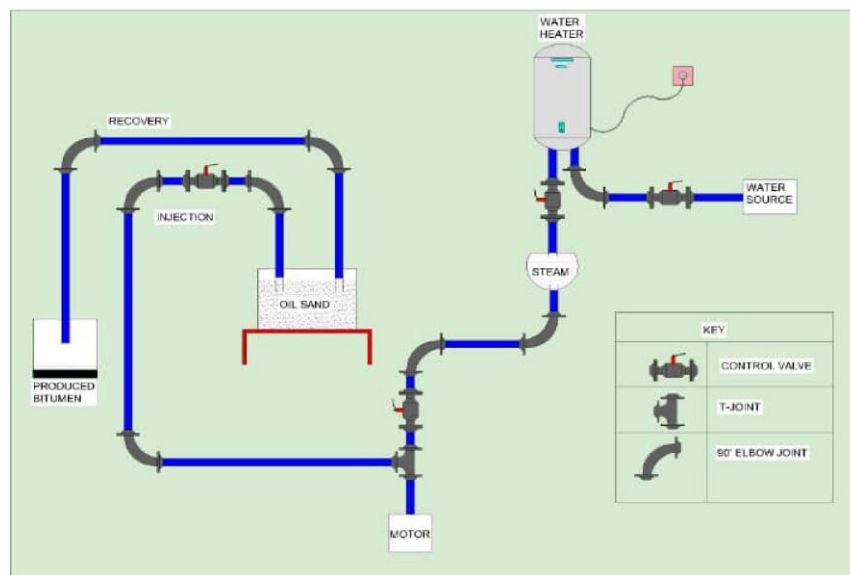 WATER
HEATER
RECOVERY
INJECTION
WATER
SOURCE
STEAM
OIL SAND
PRODUCED
BITUMEN
MOTOR
KEY
CONTROL VALVE
T-JOINT
90' ELBOW JOINT